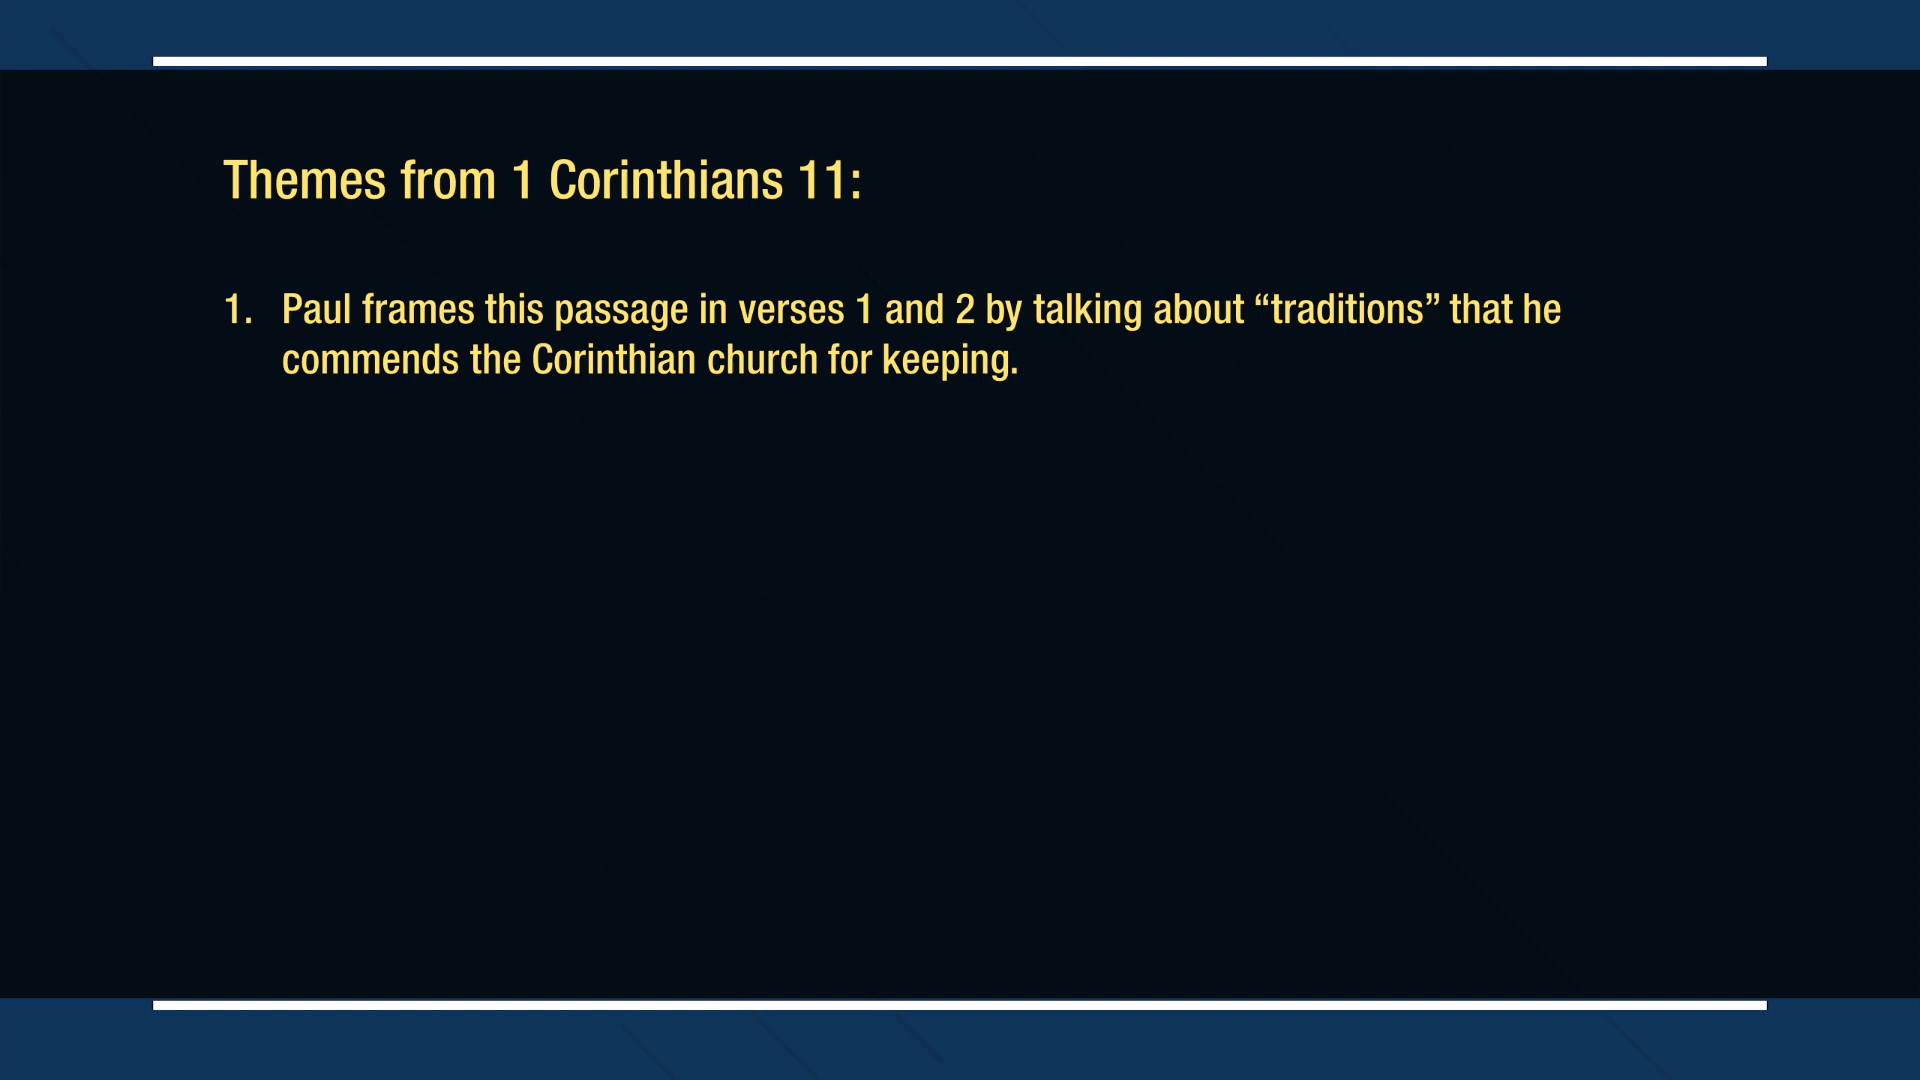 Themes from 1 Corinthians 11:
1. Paul frames this passage in verses 1 and 2 by talking about “traditions” that he
commends the Corinthian church for keeping.